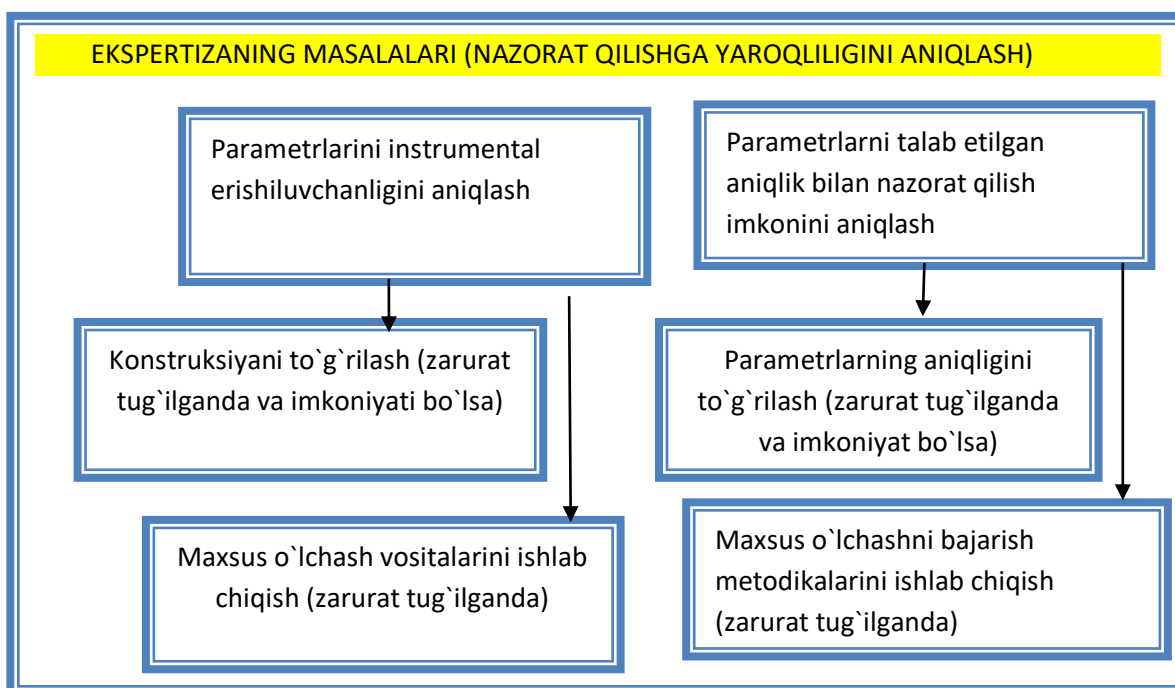 EKSPERTIZANING MASALALARI (NAZORAT QILISHGA YAROQLILIGINI ANIQLASH)
Parametrlarini instrumental
erishiluvchanligini aniqlash
Parametrlarni talab etilgan
aniqlik bilan nazorat qilish
imkonini aniqlash
Konstruksiyani to`g`rilash (zarurat
tug`ilganda va imkoniyati bo`lsa)
Parametrlarning aniqligini
to`g`rilash (zarurat tug`ilganda
va imkoniyat bo`lsa)
Maxsus o`lchash vositalarini ishlab
chiqish (zarurat tug`ilganda)
Maxsus o`lchashni bajarish
metodikalarini ishlab chiqish
(zarurat tug`ilganda)